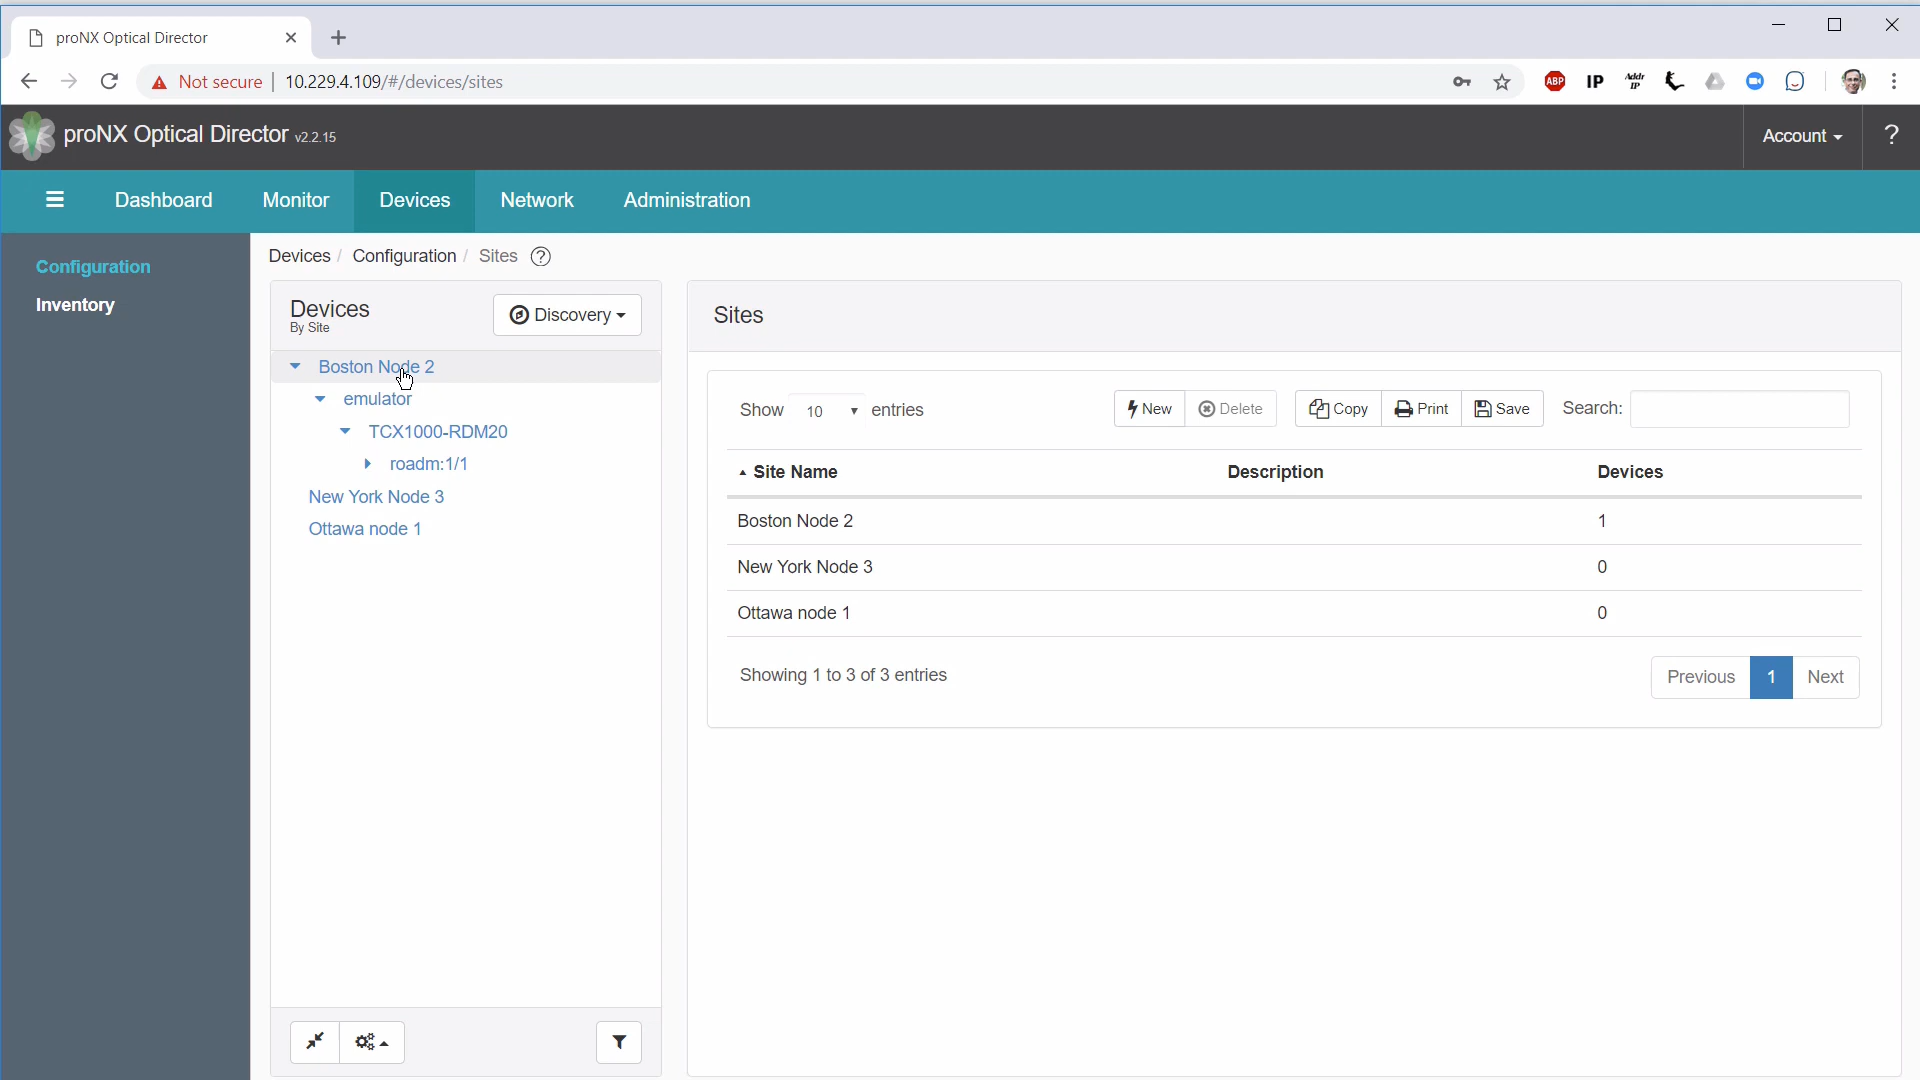 proNX Optical Director
Not secure | 10.229.4.109/#/devices/sites
ABP
IP
Addr
IP
proNX Optical Director v2.2.15
Account
?
Dashboard
Monitor
Devices
Network
Administration
Configuration
Inventory
Devices / Configuration / Sites ?
Devices
By Site
Discovery
Boston Node 2
emulator
TCX1000-RDM20
roadm:1/1
New York Node 3
Ottawa node 1
Sites
Show 10 entries
New
Delete
Copy
Print
Save
Search:
Site Name Description Devices
Boston Node 2 1
New York Node 3 0
Ottawa node 1 0
Showing 1 to 3 of 3 entries
Previous 1 Next